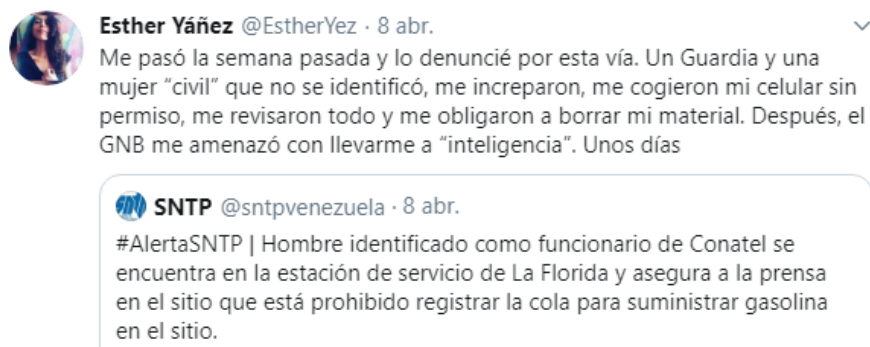 Esther Yáñez @EstherYez · 8 abr.
Me pasó la semana pasada y lo denuncié por esta vía. Un Guardia y una
mujer “civil” que no se identificó, me increparon, me cogieron mi celular sin
permiso, me revisaron todo y me obligaron a borrar mi material. Después, el
GNB me amenazó con llevarme a “inteligencia”. Unos días
SNTP @sntpvenezuela · 8 abr.
#AlertaSNTP | Hombre identificado como funcionario de Conatel se
encuentra en la estación de servicio de La Florida y asegura a la prensa
en el sitio que está prohibido registrar la cola para suministrar gasolina
en el sitio.